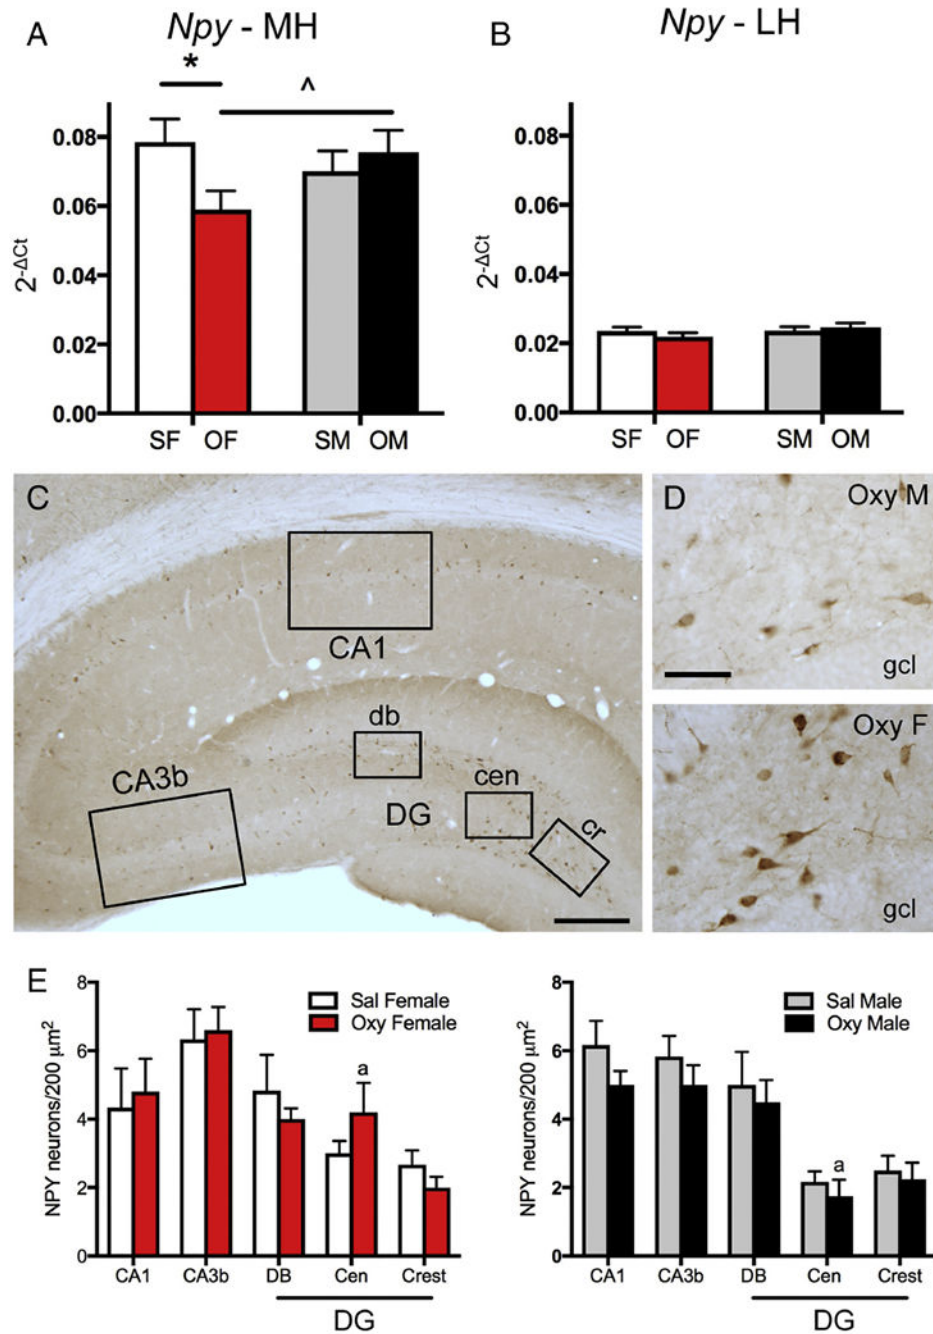 A
Npy - MH
*
^
2-ΔCt
0.08
0.06
0.04
0.02
0.00
SF OF SM OM
B
Npy - LH
2-ΔCt
0.08
0.06
0.04
0.02
0.00
SF OF SM OM
C
CA1
db
CA3b
cen
DG
cr
D
Oxy M
gcl
Oxy F
gcl
E
NPY neurons/200 μm²
8
6
4
2
0
Sal Female
Oxy Female
a
CA1 CA3b DB Cen Crest
DG
NPY neurons/200 μm²
8
6
4
2
0
Sal Male
Oxy Male
a
CA1 CA3b DB Cen Crest
DG